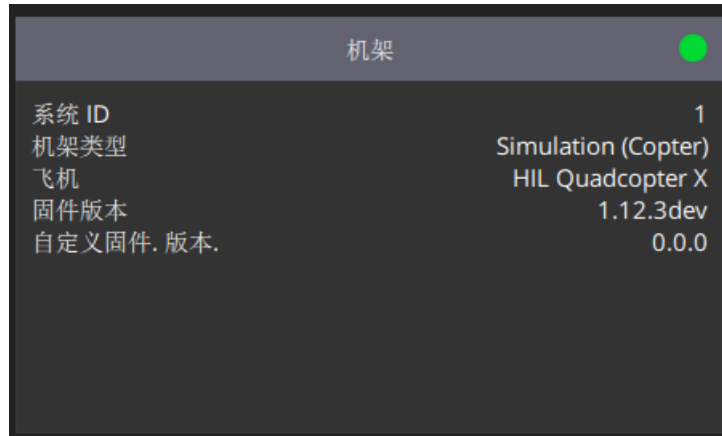 机架
系统 ID 1
机架类型 Simulation (Copter)
飞机 HIL Quadcopter X
固件版本 1.12.3dev
自定义固件. 版本. 0.0.0